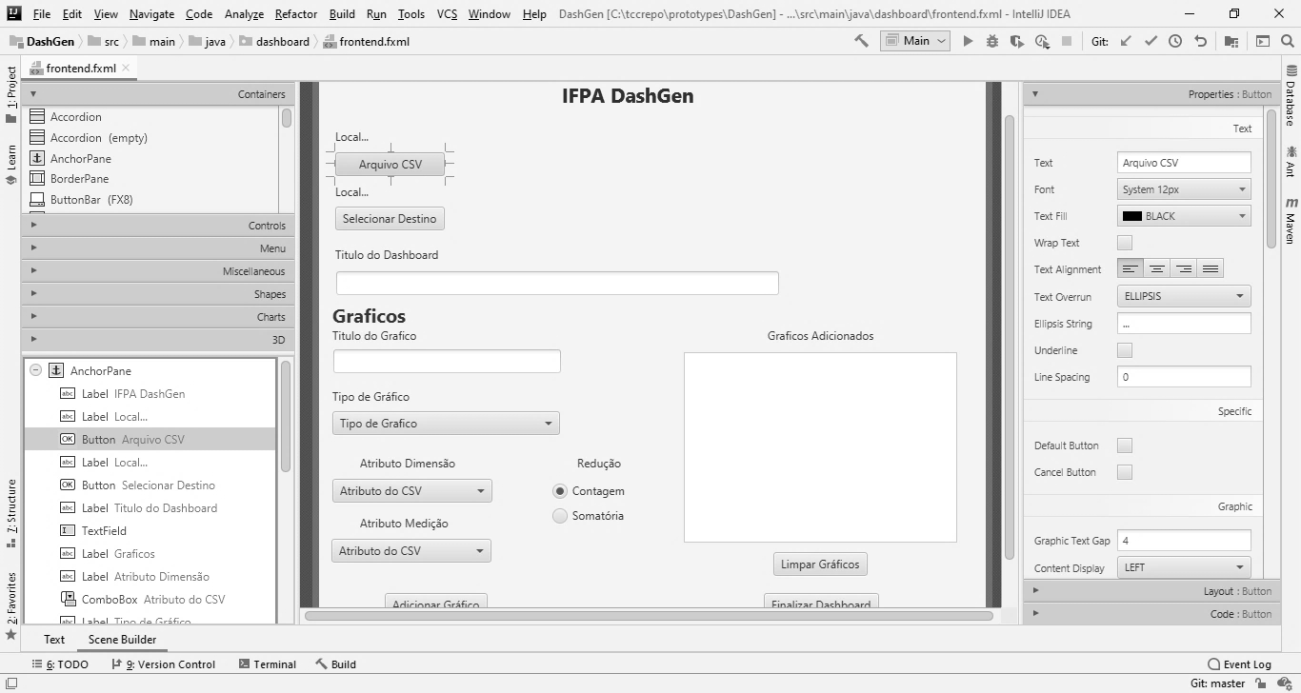 File Edit View Navigate Code Analyze Refactor Build Run Tools VCS Window Help DashGen [C:\tccrepo\prototypes\DashGen] - ...\src\main\java\dashboard\frontend.fxml - IntelliJ IDEA
DashGen src main java dashboard frontend.fxml Main Git:
frontend.fxml
1: Project
Learn
7: Structure
2: Favorites
Containers
Accordion
Accordion (empty)
AnchorPane
BorderPane
ButtonBar (FX8)
Controls
Menu
Miscellaneous
Shapes
Charts
3D
AnchorPane
Label IFPA DashGen
Label Local...
Button Arquivo CSV
Label Local...
Button Selecionar Destino
Label Titulo do Dashboard
TextField
Label Graficos
Label Atributo Dimensão
ComboBox Atributo do CSV
Label Tipo de Gráfico
IFPA DashGen
Local...
Arquivo CSV
Local...
Selecionar Destino
Titulo do Dashboard
Graficos
Titulo do Grafico
Graficos Adicionados
Tipo de Gráfico
Tipo de Grafico
Atributo Dimensão
Redução
Atributo do CSV
Contagem
Somatória
Atributo Medição
Atributo do CSV
Limpar Gráficos
Adicionar Gráfico
Finalizar Dashboard
Properties : Button
Text
Text Arquivo CSV
Font System 12px
Text Fill BLACK
Wrap Text
Text Alignment
Text Overrun ELLIPSIS
Ellipsis String ...
Underline
Line Spacing 0
Specific
Default Button
Cancel Button
Graphic
Graphic Text Gap 4
Content Display LEFT
Layout : Button
Code : Button
Database
Ant
m Maven
Text Scene Builder
6: TODO 9: Version Control Terminal Build Event Log
Git: master